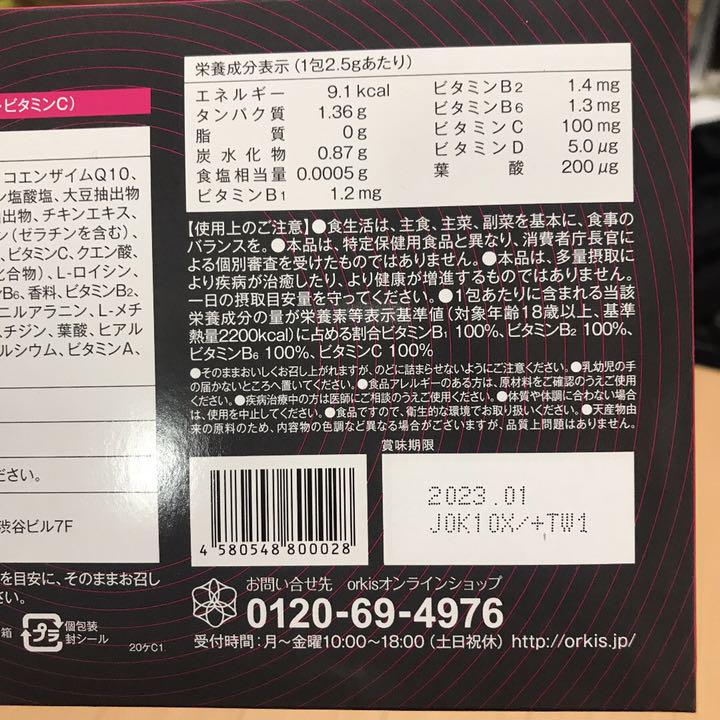 ビタミンC)
コエンザイムQ10、
ン塩酸塩、大豆抽出物
出物、チキンエキス、
ン(ゼラチンを含む)、
ビタミンC、クエン酸、
化合物)、L-ロイシン、
ンB6、香料、ビタミンB2、
ニルアラニン、L-メチ
スチジン、葉酸、ヒアル
ルシウム、ビタミンA、
ださい。
渋谷ビル7F
を目安に、そのままお召し
さい。
箱
プラ
個包装
封シール
20ケC1
栄養成分表示 (1包2.5gあたり)
エネルギー 9.1kcal
タンパク質 1.36g
脂質 0g
炭水化物 0.87g
食塩相当量 0.0005g
ビタミンB1 1.2mg
ビタミンB2 1.4mg
ビタミンB6 1.3mg
ビタミンC 100mg
ビタミンD 5.0μg
葉酸 200μg
【使用上のご注意】●食生活は、主食、主菜、副菜を基本に、食事の
バランスを。●本品は、特定保健用食品と異なり、消費者庁長官に
よる個別審査を受けたものではありません。●本品は、多量摂取に
より疾病が治癒したり、より健康が増進するものではありません。
一日の摂取目安量を守ってください。●1包あたりに含まれる当該
栄養成分の量が栄養素等表示基準値(対象年齢18歳以上、基準
熱量2200kcal)に占める割合ビタミンB1 100%、ビタミンB2 100%、
ビタミンB6 100%、ビタミンC 100%
●そのままおいしくお召し上がれますが、のどに詰まらせないようにご注意ください。●乳幼児の手
の届かないところへ置いてください。●食品アレルギーのある方は、原材料をご確認のうえご使用
ください。●疾病治療中の方は医師にご相談のうえご使用ください。●体質や体調に合わない場合
は、使用を中止してください。●食品ですので、衛生的な環境でお取り扱いください。●天産物由
来の原料のため、内容物の色調など異なる場合がございますが、品質上問題はありません。
賞味期限
2023.01
J0K10X/+TW1
4 580548 800028
お問い合せ先 orkisオンラインショップ
0120-69-4976
受付時間:月〜金曜10:00〜18:00 (土日祝休) http://orkis.jp/